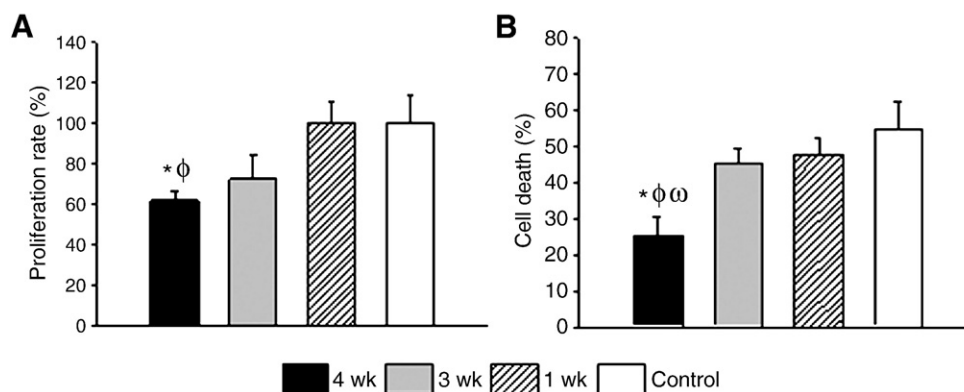 A
Proliferation rate (%)
140
120
100
80
60
40
20
0
*ϕ
B
Cell death (%)
80
70
60
50
40
30
20
10
0
*ϕω
4 wk 3 wk 1 wk Control